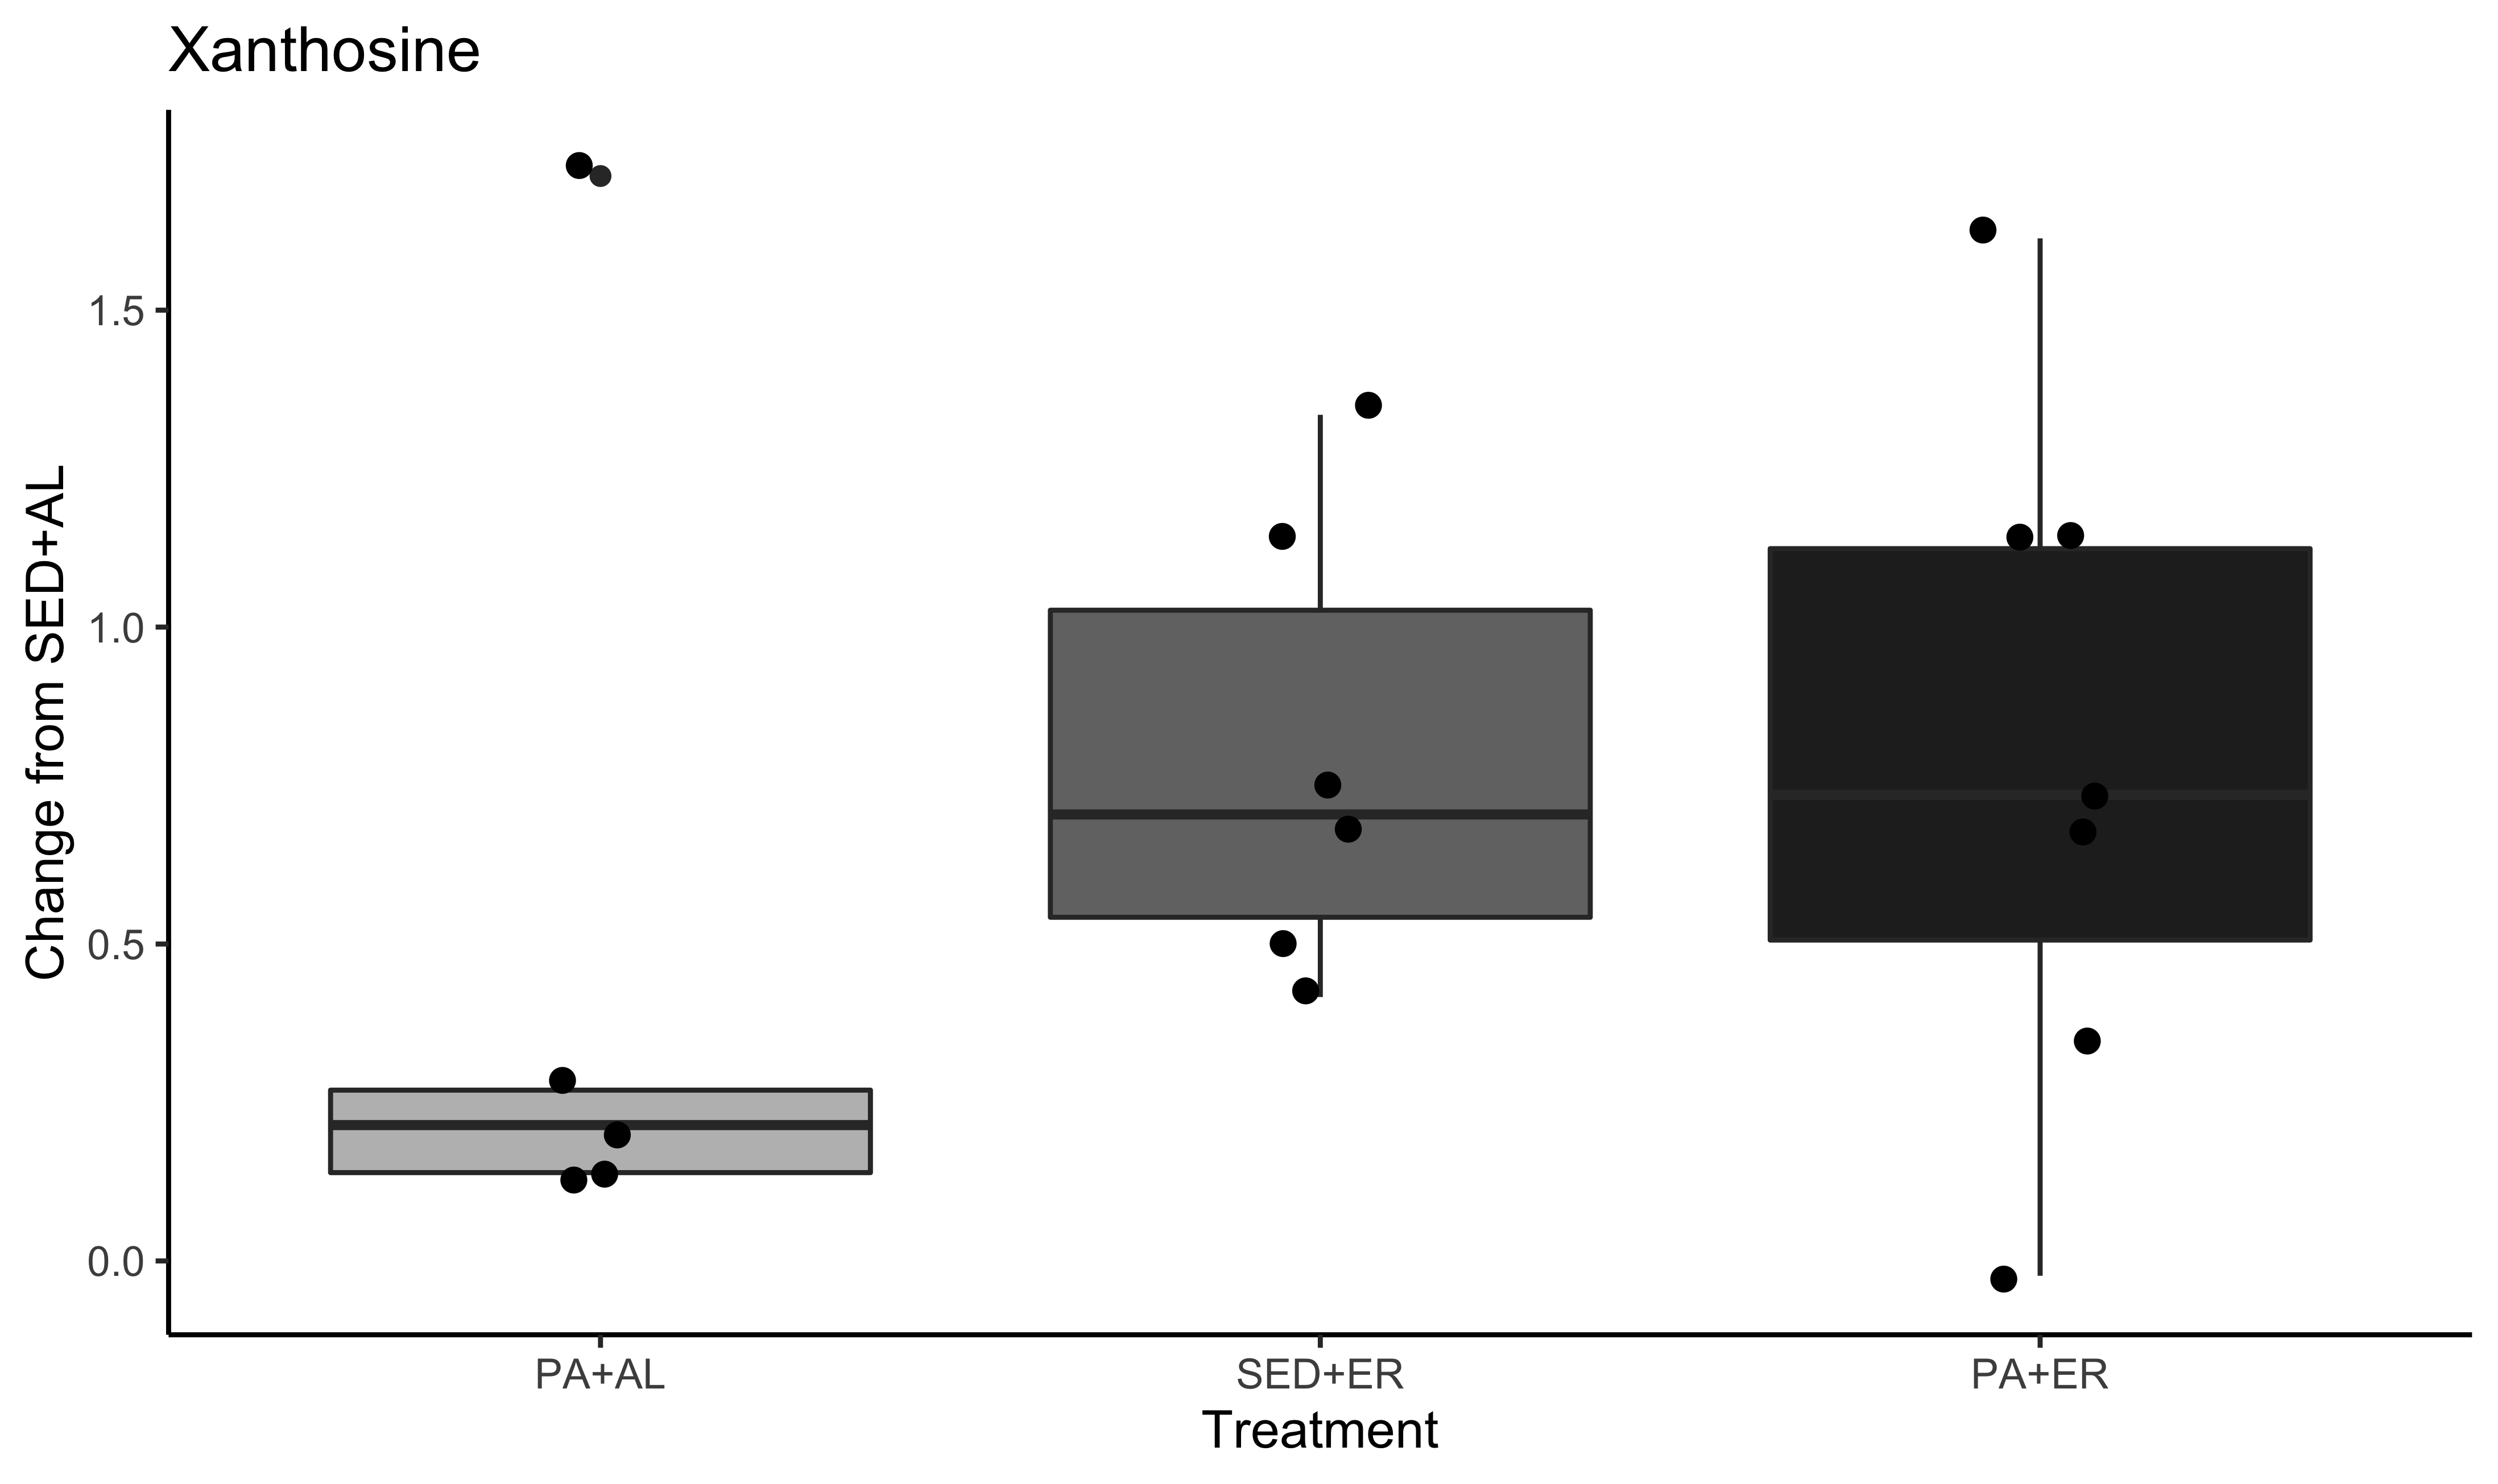 Xanthosine
Change from SED+AL
1.5
1.0
0.5
0.0
PA+AL
SED+ER
PA+ER
Treatment